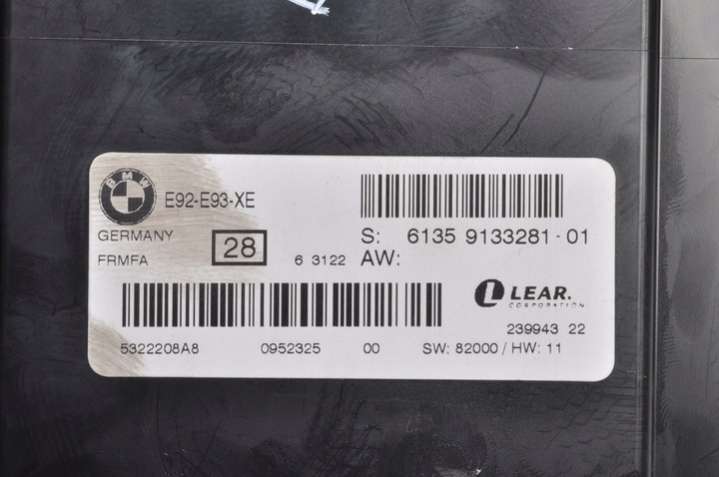 BMW
E92-E93-XE
GERMANY
28
S: 6135 9133281-01
FRMFA
6 3122
AW:
LEAR.
CORPORATION
239943 22
5322208A8 0952325 00 SW: 82000 / HW: 11